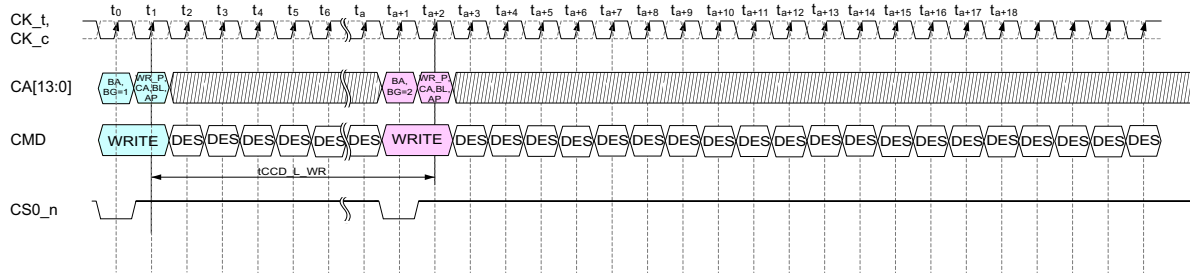 t0 t1 t2 t3 t4 t5 t6 ta ta+1 ta+2 ta+3 ta+4 ta+5 ta+6 ta+7 ta+8 ta+9 ta+10 ta+11 ta+12 ta+13 ta+14 ta+15 ta+16 ta+17 ta+18
CK_t,
CK_c
CA[13:0]
BA,
BG=1
WR_P,
CA,BL,
AP
BA,
BG=2
WR_P,
CA,BL,
AP
CMD WRITE DES DES DES DES DES DES WRITE DES DES DES DES DES DES DES DES DES DES DES DES DES DES DES DES DES DES DES DES
tCCD_L_WR
CS0_n